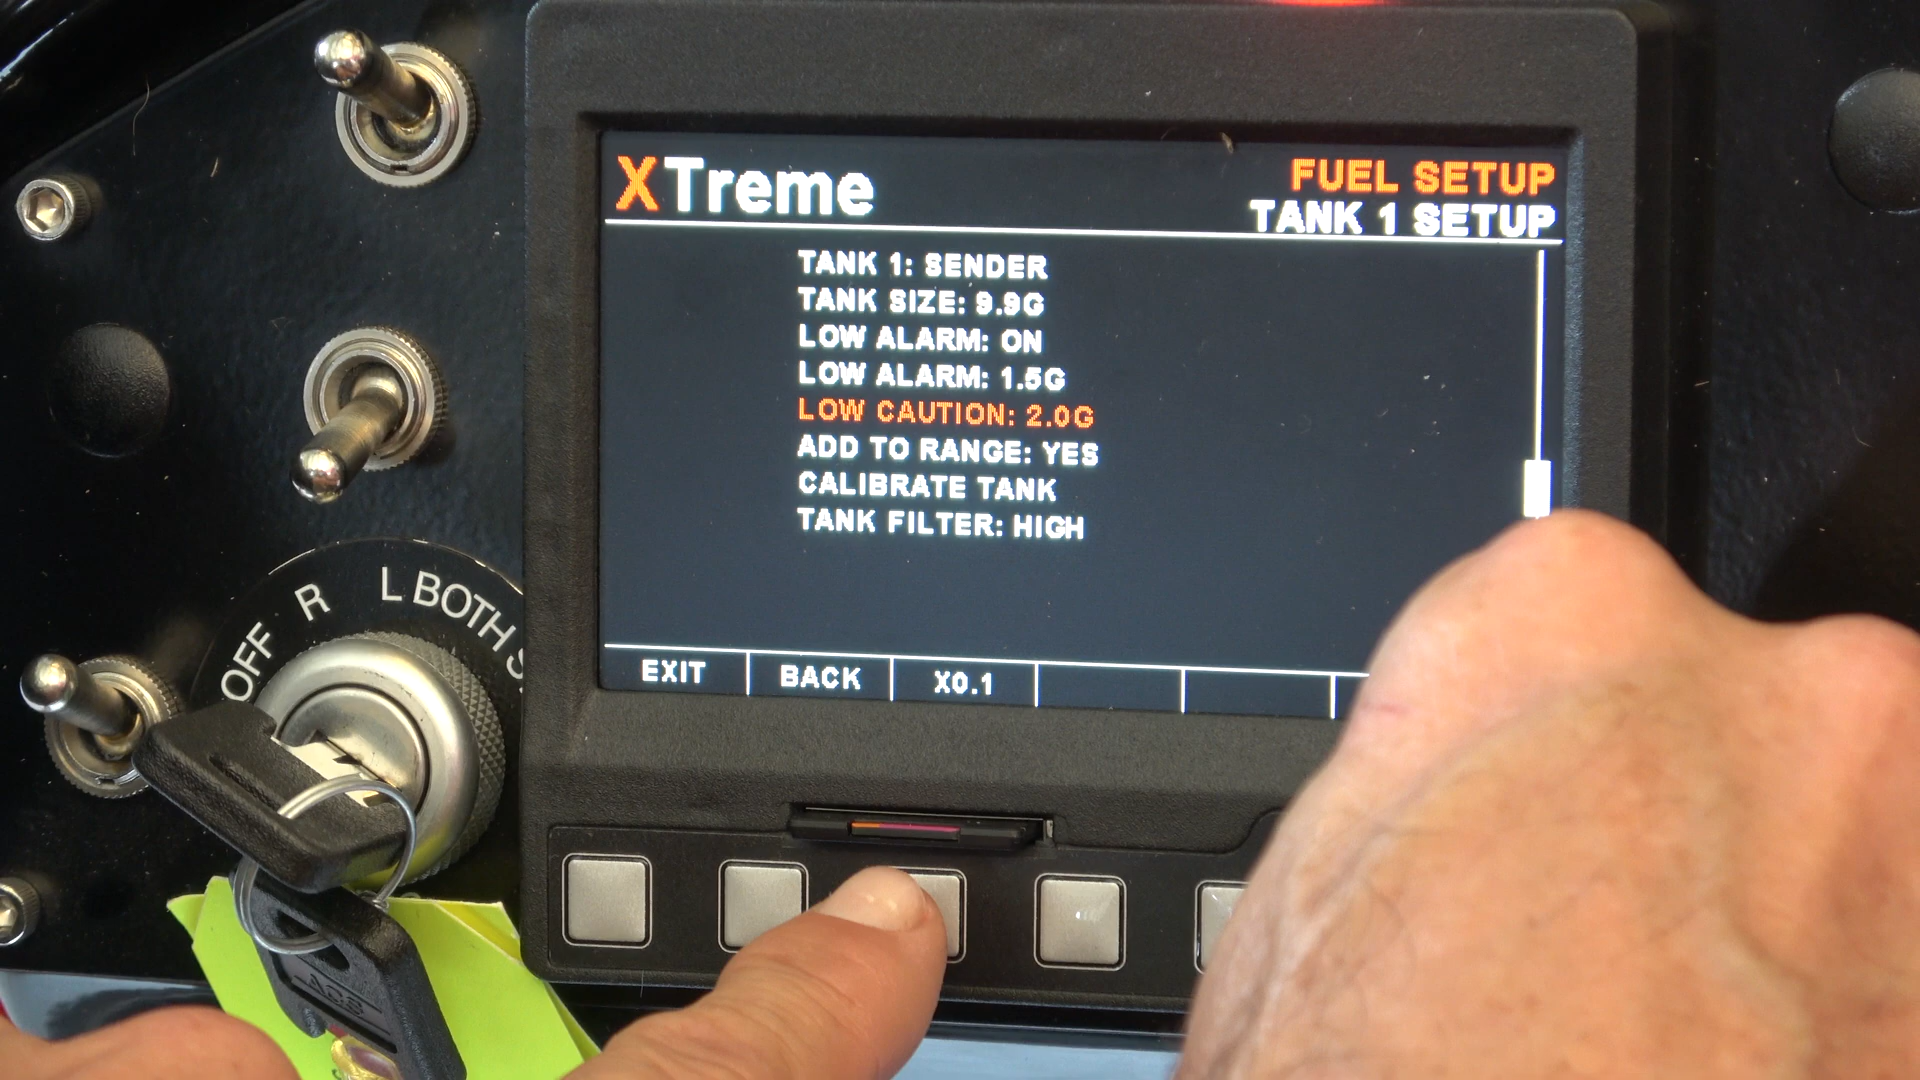 XTreme
FUEL SETUP
TANK 1 SETUP
TANK 1: SENDER
TANK SIZE: 9.9G
LOW ALARM: ON
LOW ALARM: 1.5G
LOW CAUTION: 2.0G
ADD TO RANGE: YES
CALIBRATE TANK
TANK FILTER: HIGH
EXIT BACK X0.1
OFF R L BOTH S
ACS